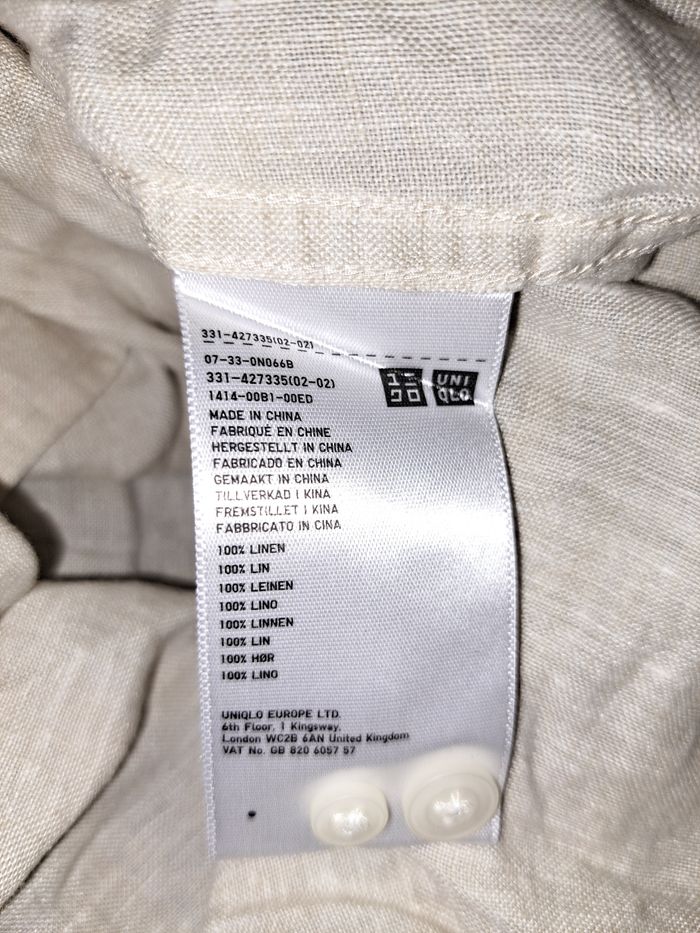 331-427335(02-02)
07-33-0N066B
331-427335(02-02)
1414-00B1-00ED
ユニ
クロ
UNI
QLO
MADE IN CHINA
FABRIQUÉ EN CHINE
HERGESTELLT IN CHINA
FABRICADO EN CHINA
GEMAAKT IN CHINA
TILLVERKAD I KINA
FREMSTILLET I KINA
FABBRICATO IN CINA
100% LINEN
100% LIN
100% LEINEN
100% LINO
100% LINNEN
100% LIN
100% HØR
100% LINO
UNIQLO EUROPE LTD.
6th Floor, 1 Kingsway,
London WC2B 6AN United Kingdom
VAT No. GB 820 6057 57